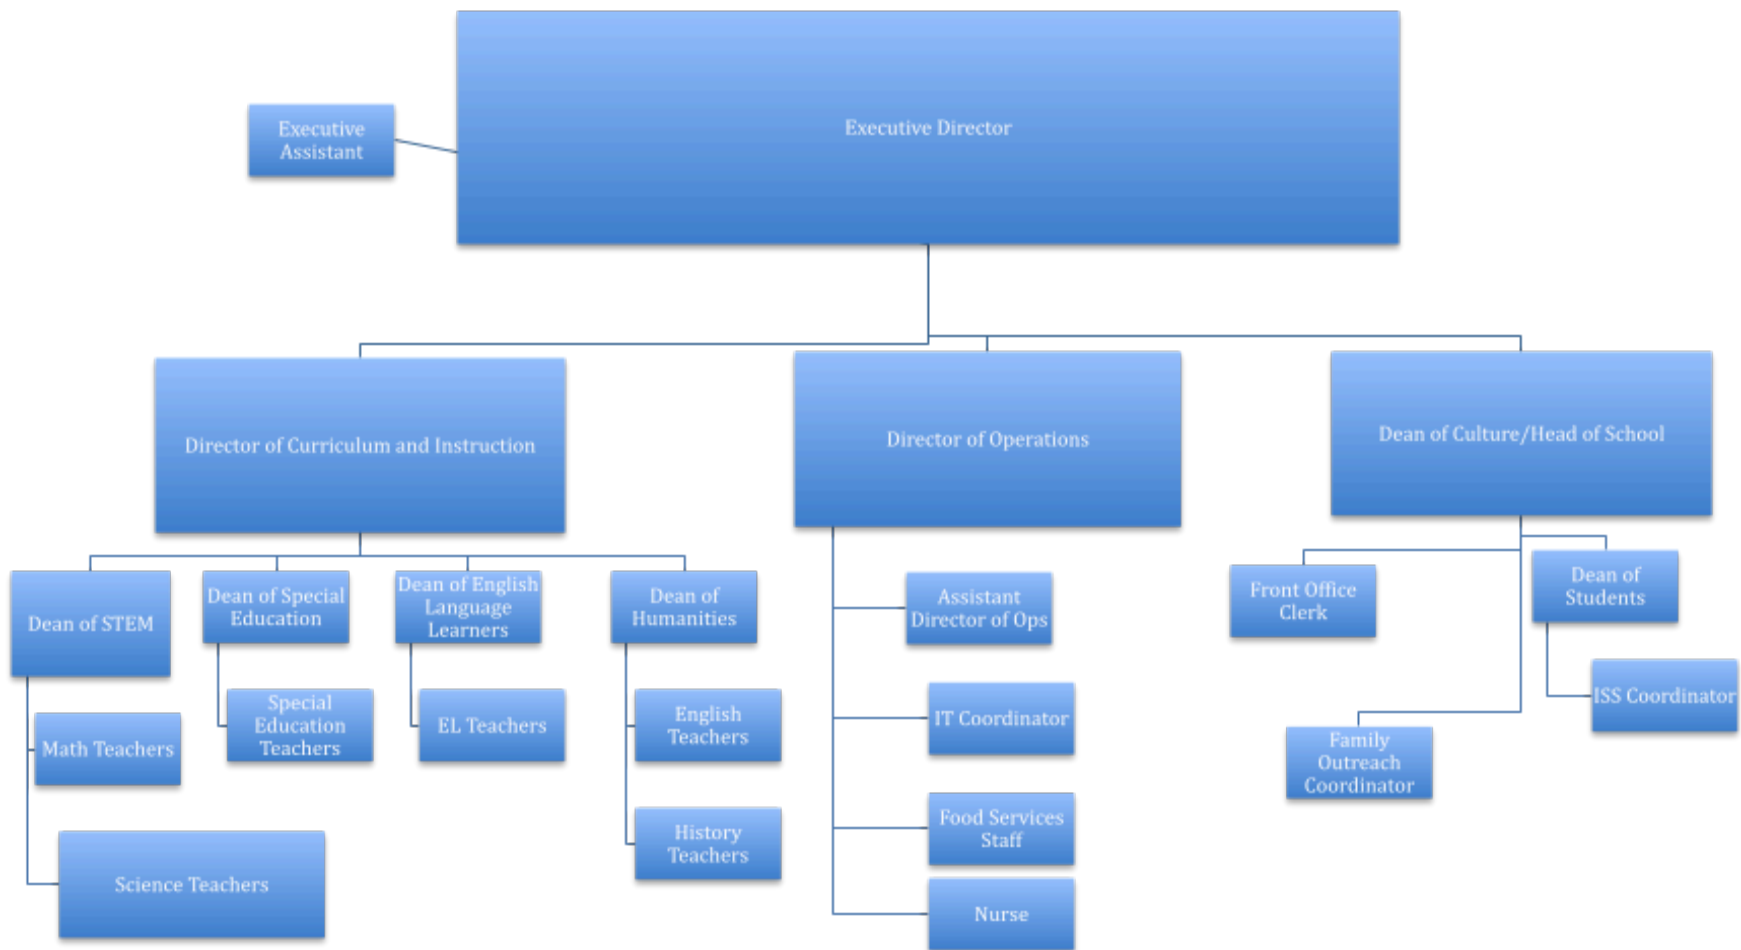 Executive Director
Executive
Assistant
Director of Curriculum and Instruction
Director of Operations
Dean of Culture/Head of School
Dean of STEM
Dean of Special
Education
Dean of English
Language
Learners
Dean of
Humanities
Math Teachers
Science Teachers
Special
Education
Teachers
EL Teachers
English
Teachers
History
Teachers
Assistant
Director of Ops
IT Coordinator
Food Services
Staff
Nurse
Front Office
Clerk
Dean of
Students
ISS Coordinator
Family
Outreach
Coordinator